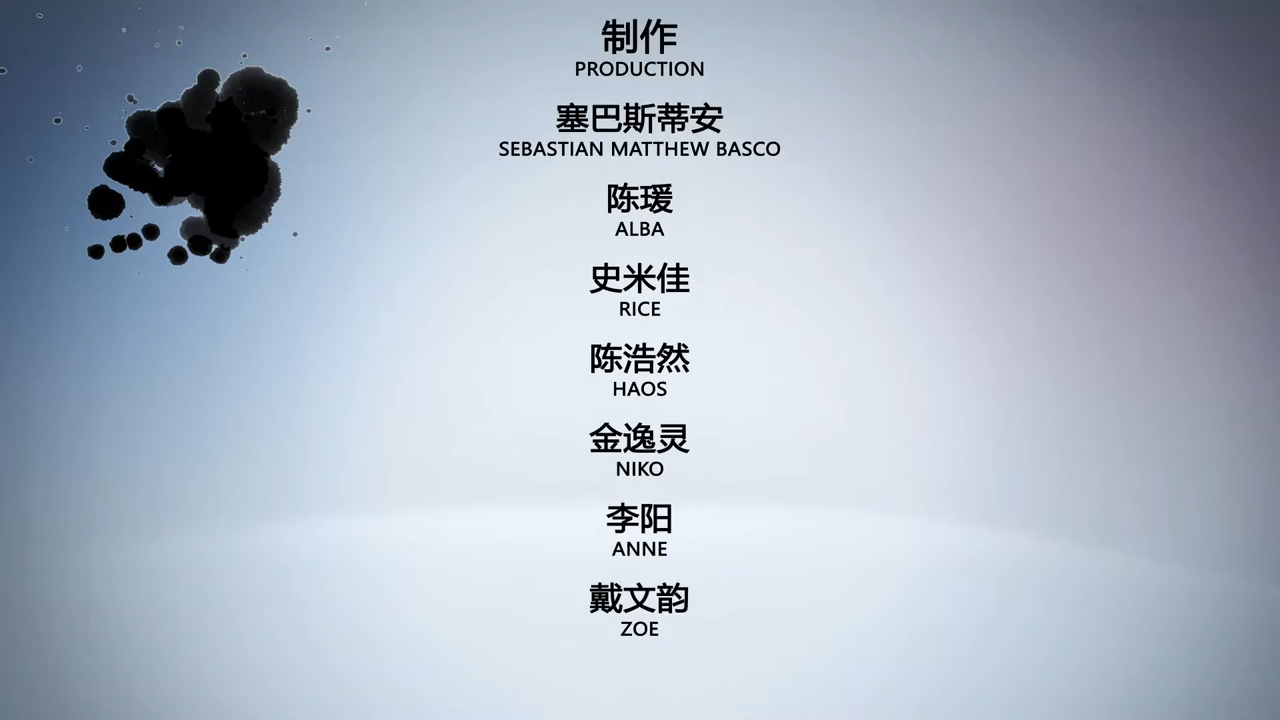 制作
PRODUCTION
塞巴斯蒂安
SEBASTIAN MATTHEW BASCO
陈瑗
ALBA
史米佳
RICE
陈浩然
HAOS
金逸灵
NIKO
李阳
ANNE
戴文韵
ZOE